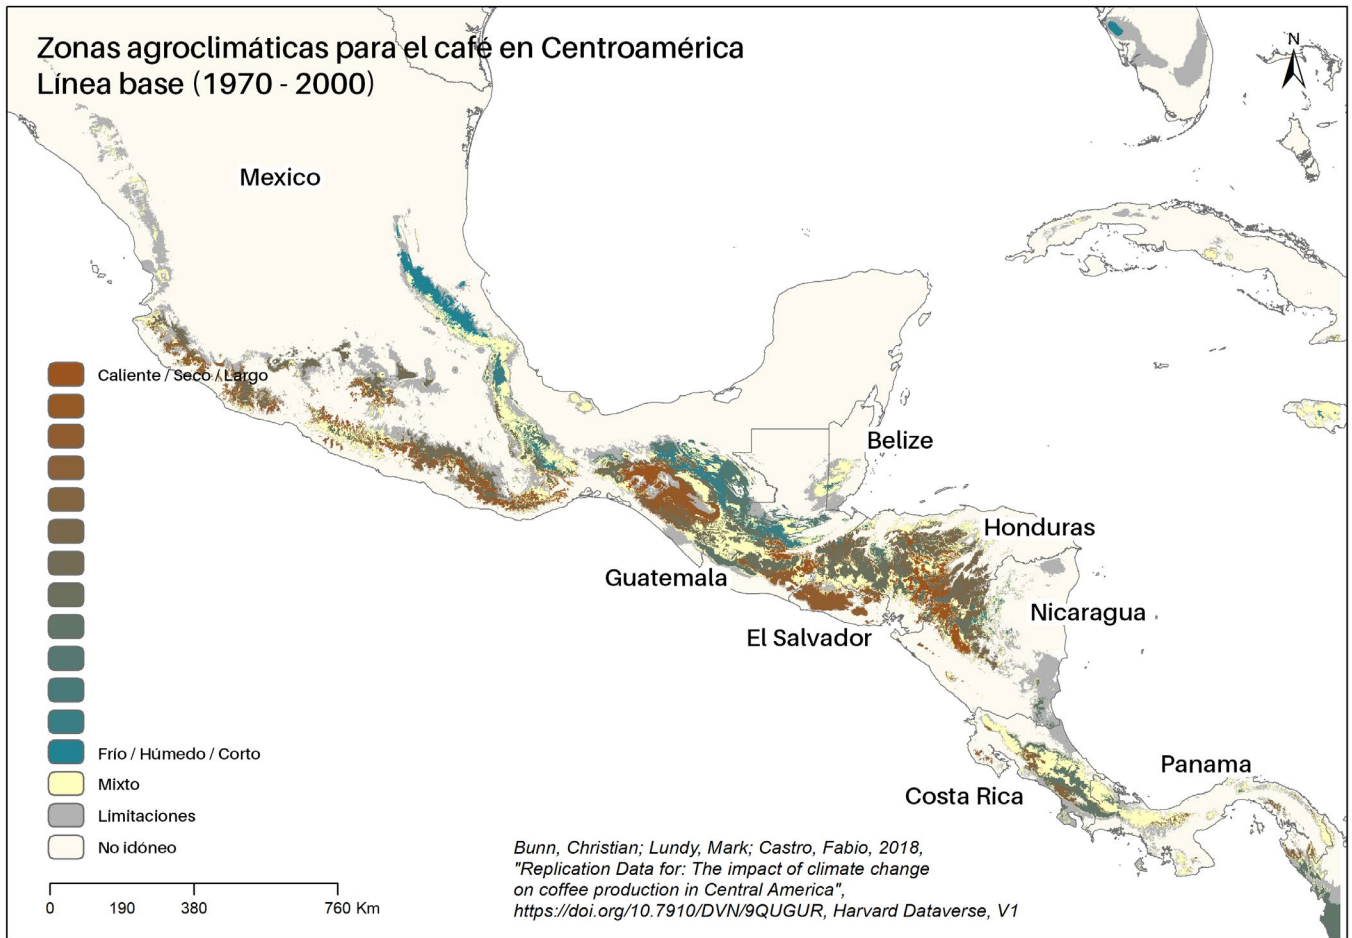 Zonas agroclimáticas para el café en Centroamérica
Línea base (1970 - 2000)
N
Mexico
Caliente / Seco / Largo
Belize
Honduras
Guatemala
Nicaragua
El Salvador
Frío / Húmedo / Corto
Panama
Mixto
Costa Rica
Limitaciones
No idóneo
Bunn, Christian; Lundy, Mark; Castro, Fabio, 2018,
"Replication Data for: The impact of climate change
on coffee production in Central America",
https://doi.org/10.7910/DVN/9QUGUR, Harvard Dataverse, V1
0 190 380 760 Km